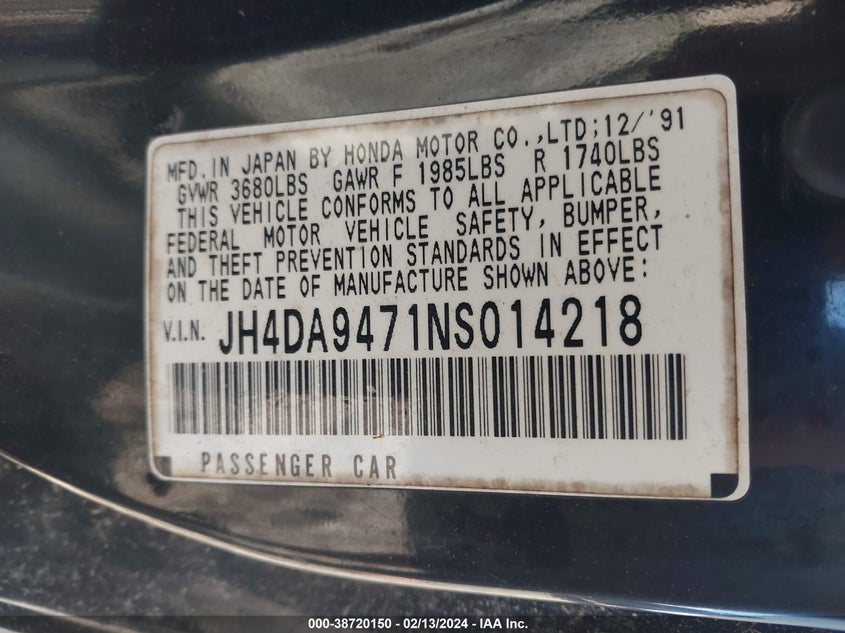 MFD.IN JAPAN BY HONDA MOTOR CO.,LTD;12/'91
GVWR 3680LBS GAWR F 1985LBS R 1740LBS
THIS VEHICLE CONFORMS TO ALL APPLICABLE
FEDERAL MOTOR VEHICLE SAFETY, BUMPER,
AND THEFT PREVENTION STANDARDS IN EFFECT
ON THE DATE OF MANUFACTURE SHOWN ABOVE:
V.I.N. JH4DA9471NS014218
PASSENGER CAR
000-38720150 - 02/13/2024 - IAA Inc.